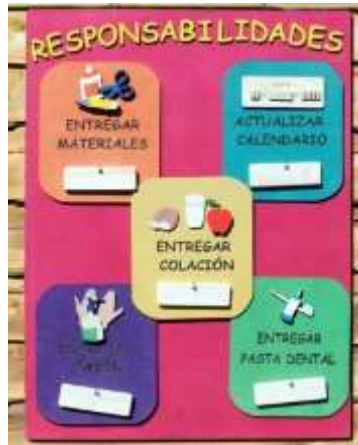 RESPONSABILIDADES
ENTREGAR
MATERIALES
ACTUALIZAR
CALENDARIO
ENTREGAR
COLACIÓN
ENTREGAR
PASTA DENTAL